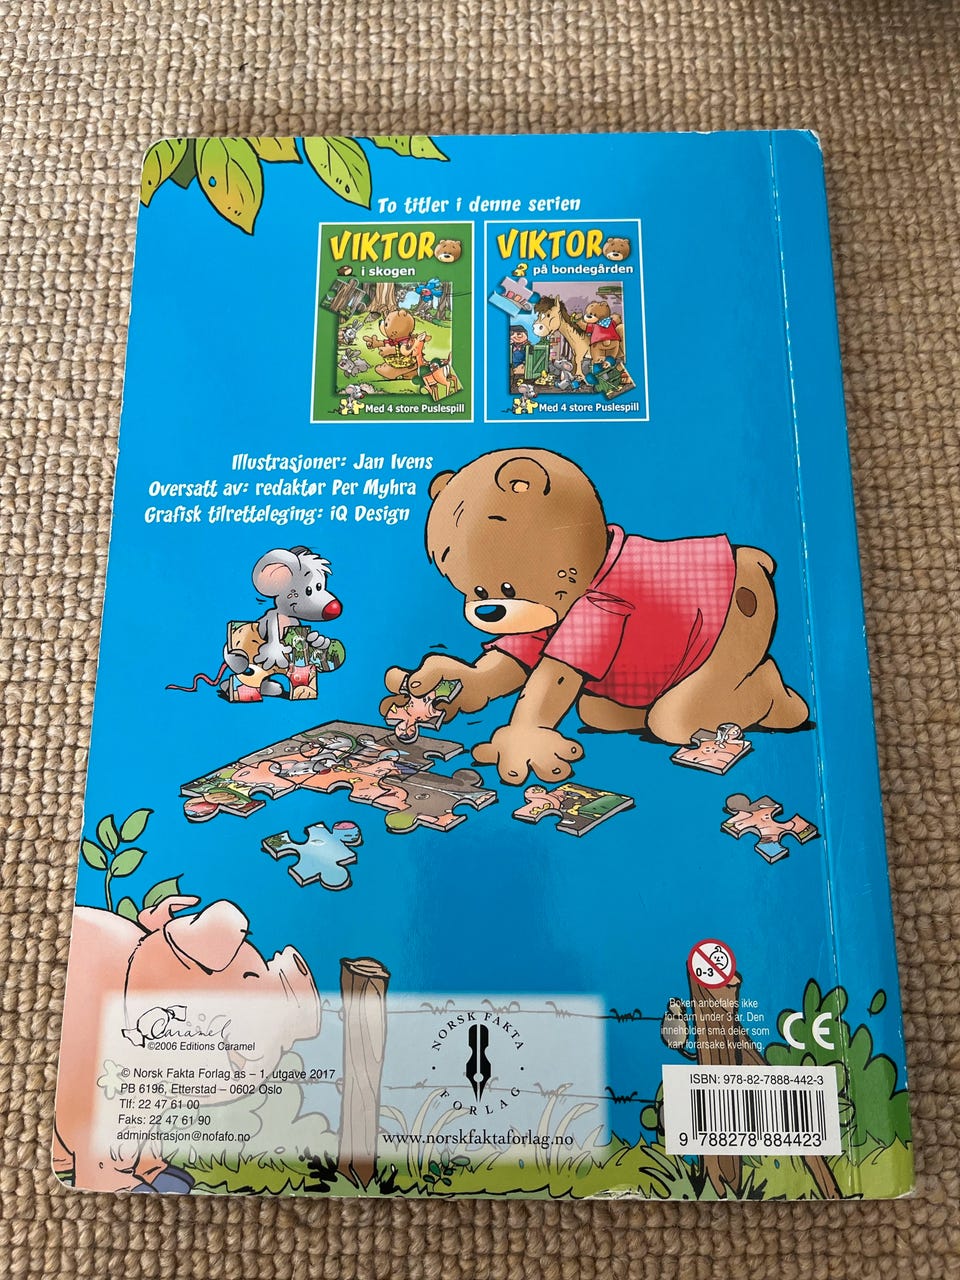 To titler i denne serien
VIKTOR
i skogen
Med 4 store Puslespill
VIKTOR
på bondegården
Med 4 store Puslespill
Illustrasjoner: Jan Ivens
Oversatt av: redaktør Per Myhra
Grafisk tilretteleging: iQ Design
Caramel
©2006 Editions Caramel
© Norsk Fakta Forlag as – 1. utgave 2017
PB 6196, Etterstad – 0602 Oslo
Tlf: 22 47 61 00
Faks: 22 47 61 90
administrasjon@nofafo.no
NORSK FAKTA
FORLAG
www.norskfaktaforlag.no
0-3
Boken anbefales ikke
for barn under 3 år. Den
inneholder små deler som
kan forårsake kvelning.
CE
ISBN: 978-82-7888-442-3
9 788278 884423